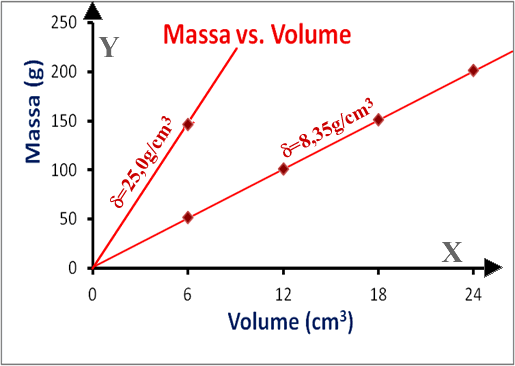 Massa vs. Volume
Y
Massa (g)
250
200
150
100
50
0
δ=25,0g/cm³
δ=8,35g/cm³
X
0 6 12 18 24
Volume (cm³)